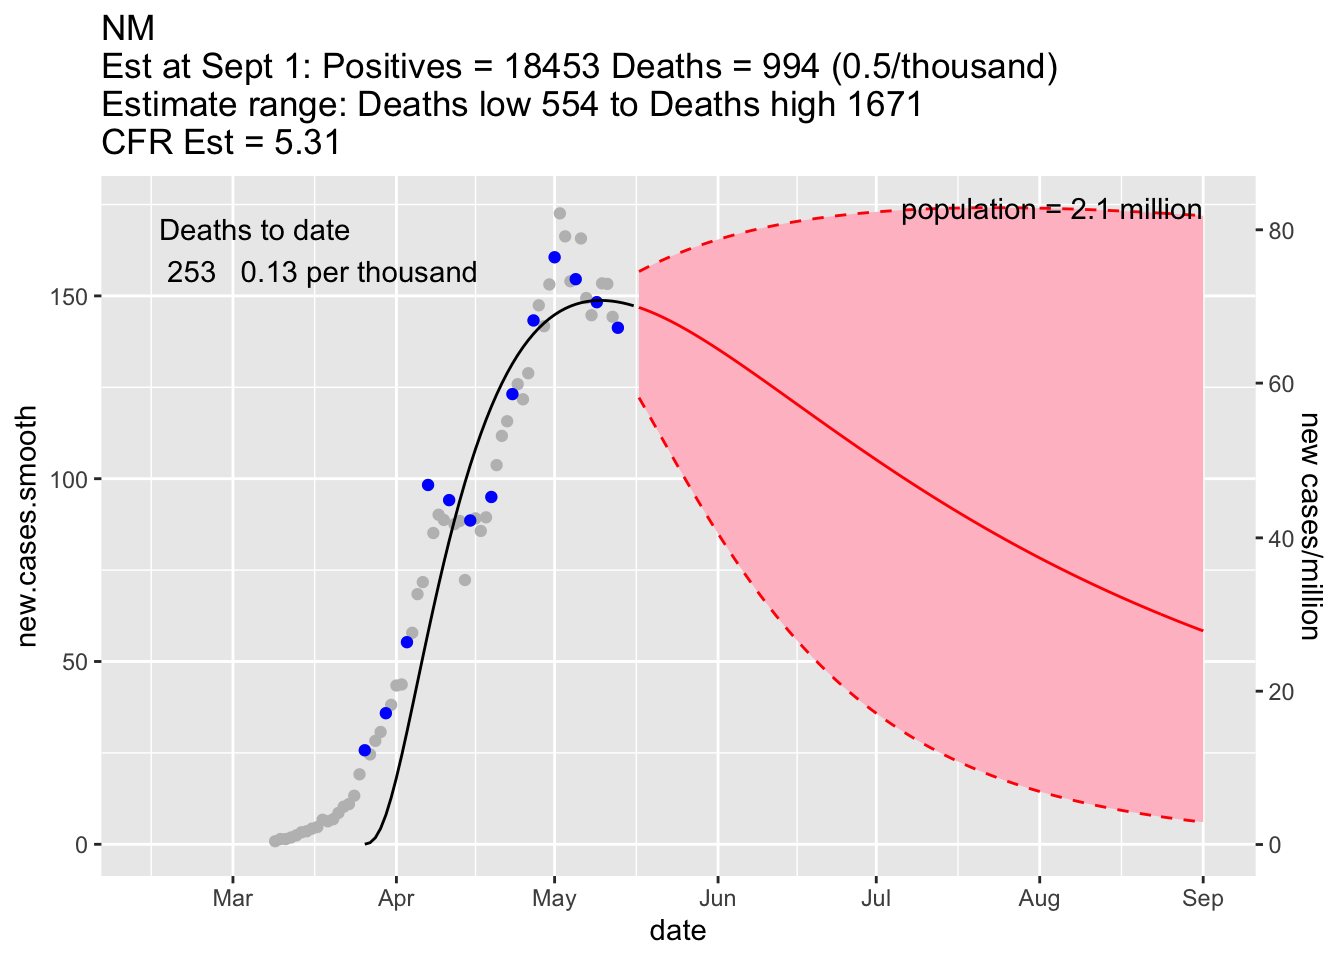 NM
Est at Sept 1: Positives = 18453 Deaths = 994 (0.5/thousand)
Estimate range: Deaths low 554 to Deaths high 1671
CFR Est = 5.31
Deaths to date
253 0.13 per thousand
population = 2.1 million
new.cases.smooth
150
100
50
0
80
60
40
20
0
new cases/million
Mar Apr May Jun Jul Aug Sep
date